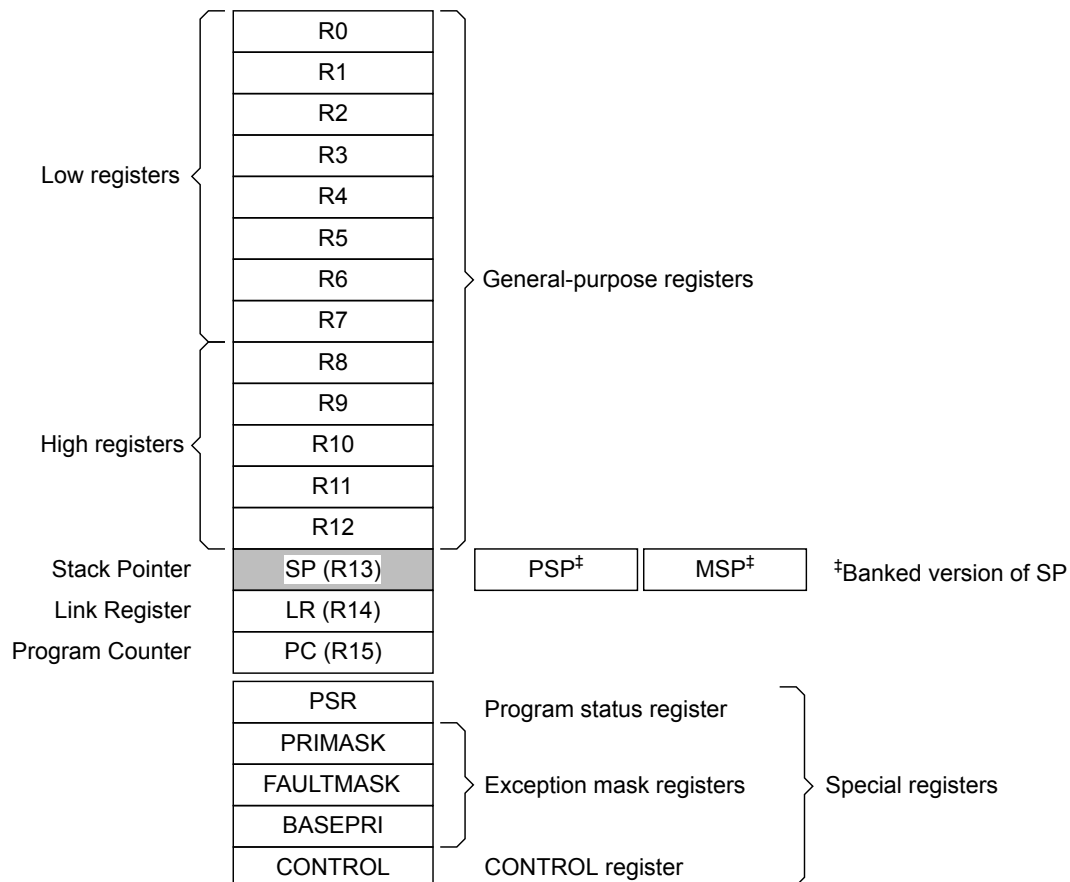 R0
R1
R2
R3
Low registers
R4
R5
R6
General-purpose registers
R7
R8
R9
High registers
R10
R11
R12
Stack Pointer SP (R13) PSP‡ MSP‡ ‡Banked version of SP
Link Register LR (R14)
Program Counter PC (R15)
PSR Program status register
PRIMASK
FAULTMASK Exception mask registers Special registers
BASEPRI
CONTROL CONTROL register